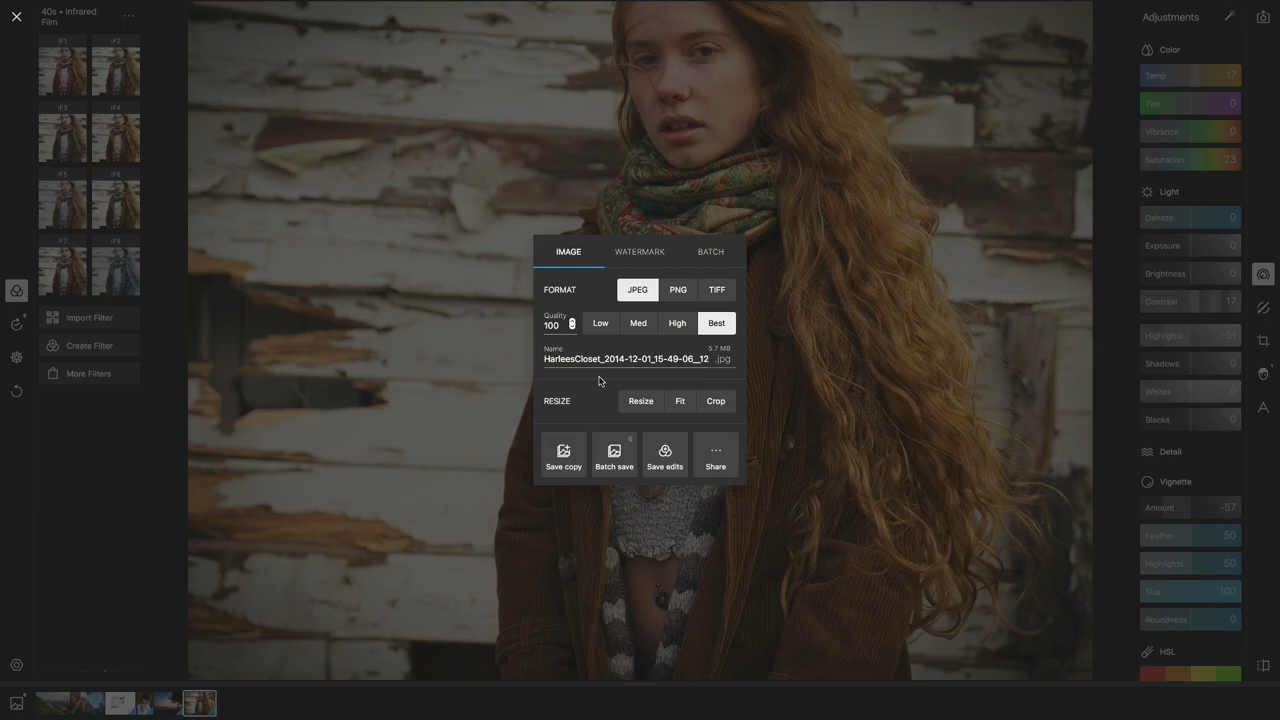 40s • Infrared
Film
IF1
IF2
IF3
IF4
IF5
IF6
IF7
IF8
Import Filter
Create Filter
More Filters
IMAGE
WATERMARK
BATCH
FORMAT
JPEG
PNG
TIFF
Quality
100
Low
Med
High
Best
Name
5.7 MB
HarleesCloset_2014-12-01_15-49-06__12
.jpg
RESIZE
Resize
Fit
Crop
6
Save copy
Batch save
Save edits
Share
Adjustments
Color
Temp 17
Tint 0
Vibrance 0
Saturation 23
Light
Dehaze 0
Exposure 0
Brightness 0
Contrast 17
Highlights -51
Shadows 0
Whites 0
Blacks 0
Detail
Vignette
Amount -57
Feather 50
Highlights 50
Size 100
Roundness 0
HSL